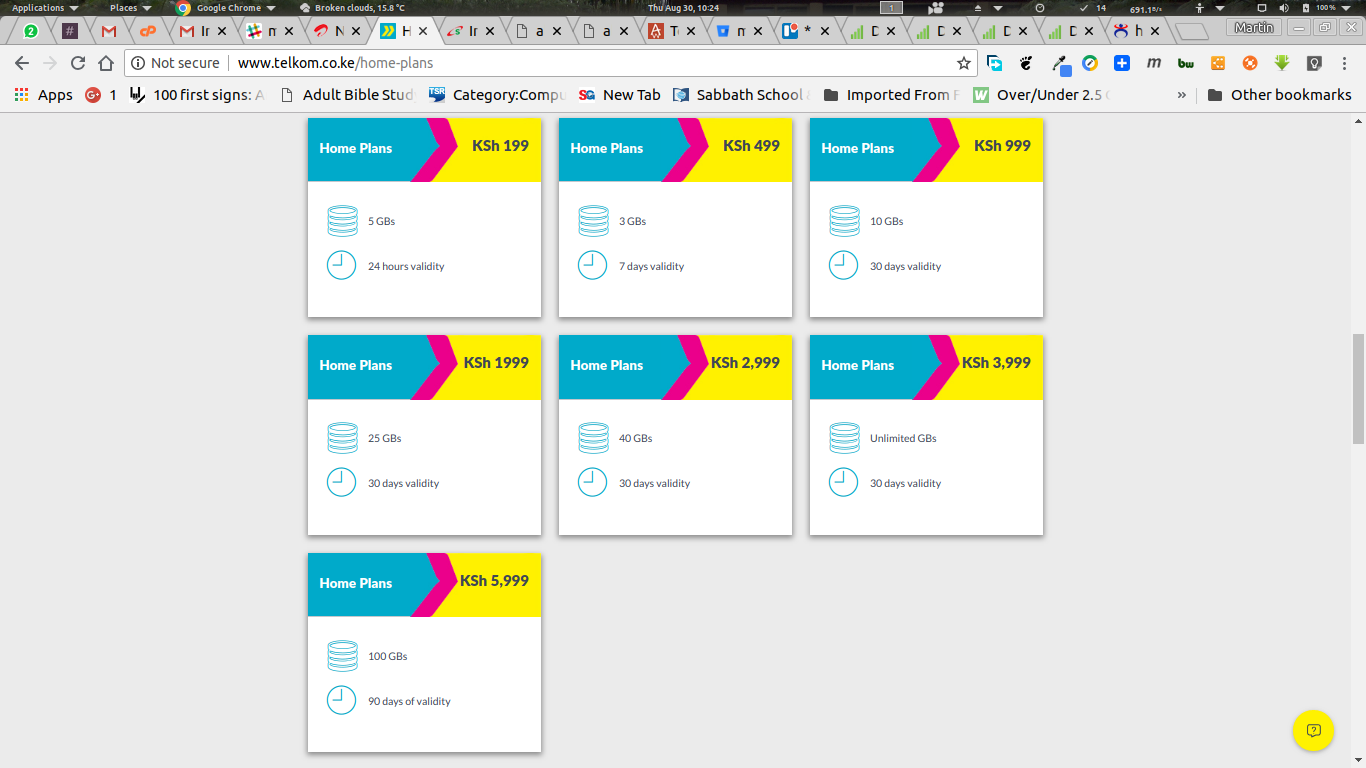 Applications Places Google Chrome Broken clouds, 15.8 °C Thu Aug 30, 10:24 1 14 691.1 100%
2 # M cP M Ir m N H Ir a a T m * D D D D h Martin
Not secure www.telkom.co.ke/home-plans
Apps 1 100 first signs: A Adult Bible Stud TSR Category:Comp SG New Tab Sabbath School Imported From F W Over/Under 2.5 » Other bookmarks
Home Plans KSh 199 Home Plans KSh 499 Home Plans KSh 999
5 GBs 3 GBs 10 GBs
24 hours validity 7 days validity 30 days validity
Home Plans KSh 1999 Home Plans KSh 2,999 Home Plans KSh 3,999
25 GBs 40 GBs Unlimited GBs
30 days validity 30 days validity 30 days validity
Home Plans KSh 5,999
100 GBs
90 days of validity